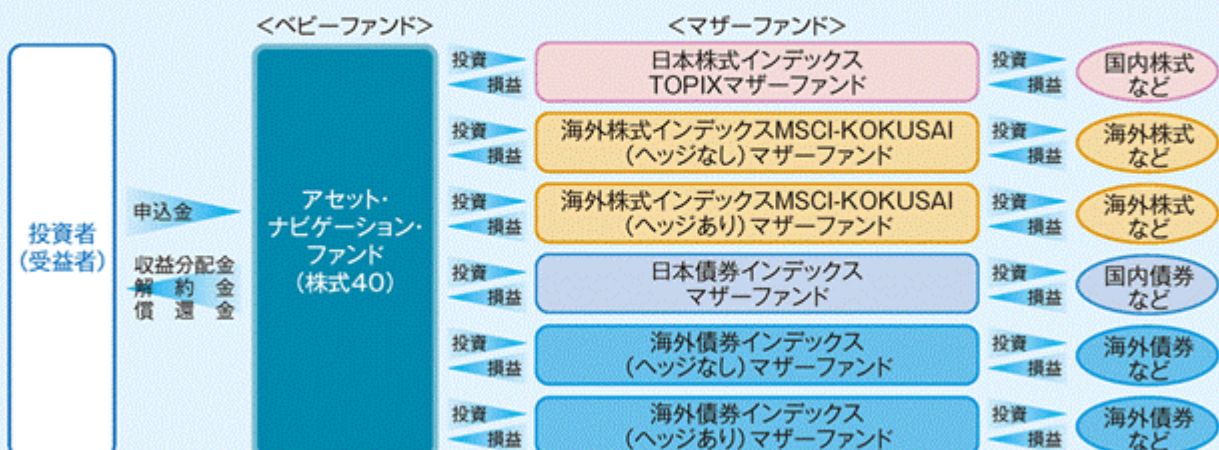 <ベビーファンド>
<マザーファンド>
投資者
(受益者)
申込金
収益分配金
解約金
償還金
アセット・
ナビゲーション・
ファンド
(株式40)
投資
損益
日本株式インデックス
TOPIXマザーファンド
投資
損益
国内株式
など
投資
損益
海外株式インデックスMSCI-KOKUSAI
(ヘッジなし)マザーファンド
投資
損益
海外株式
など
投資
損益
海外株式インデックスMSCI-KOKUSAI
(ヘッジあり)マザーファンド
投資
損益
海外株式
など
投資
損益
日本債券インデックス
マザーファンド
投資
損益
国内債券
など
投資
損益
海外債券インデックス
(ヘッジなし)マザーファンド
投資
損益
海外債券
など
投資
損益
海外債券インデックス
(ヘッジあり)マザーファンド
投資
損益
海外債券
など